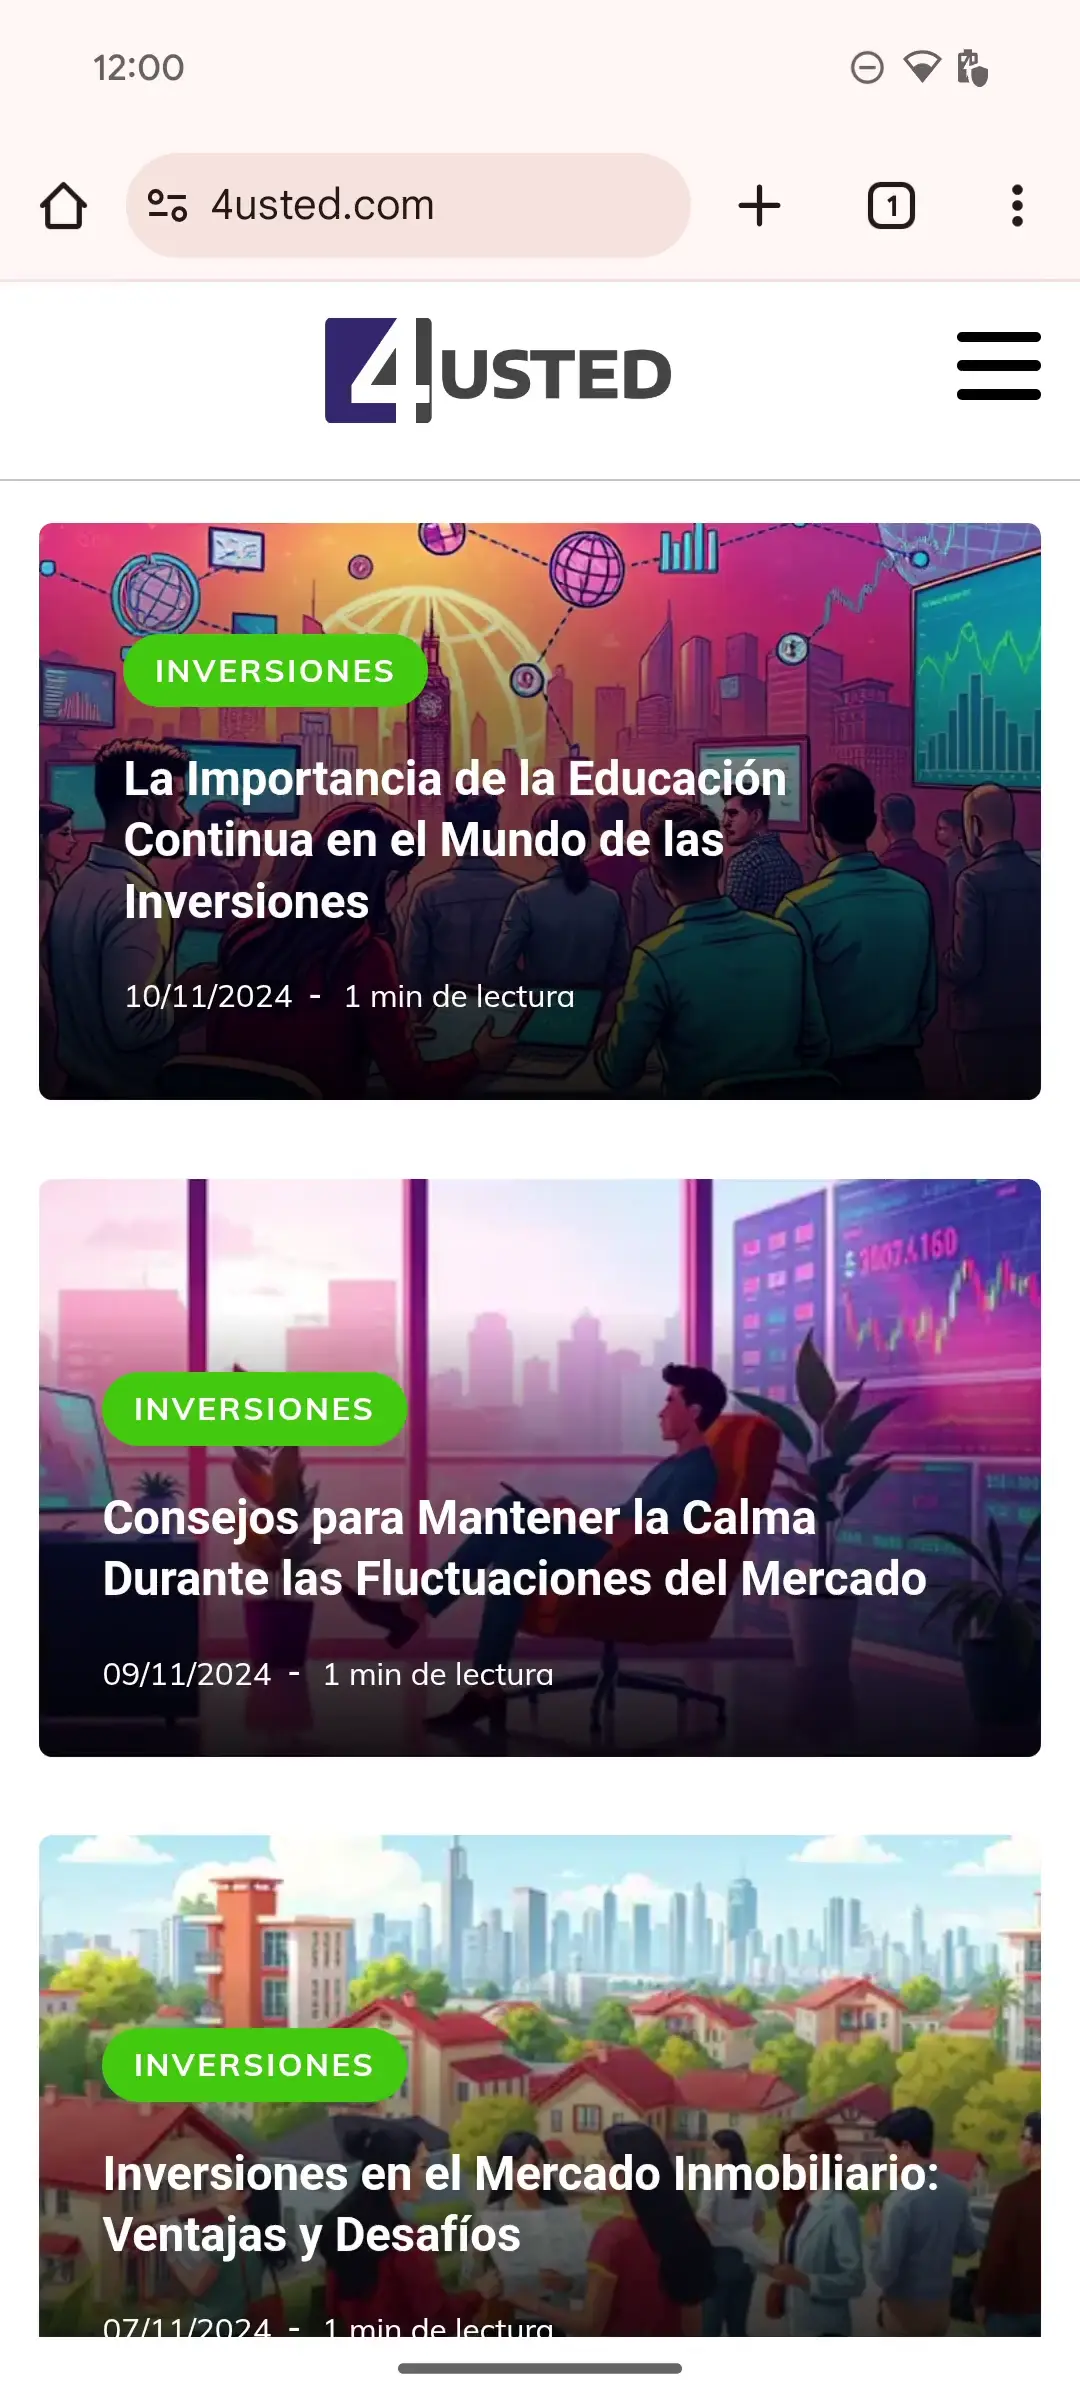 12:00
4usted.com
1
4USTED
INVERSIONES
La Importancia de la Educación
Continua en el Mundo de las
Inversiones
10/11/2024 - 1 min de lectura
INVERSIONES
Consejos para Mantener la Calma
Durante las Fluctuaciones del Mercado
09/11/2024 - 1 min de lectura
INVERSIONES
Inversiones en el Mercado Inmobiliario:
Ventajas y Desafíos
07/11/2024 - 1 min de lectura